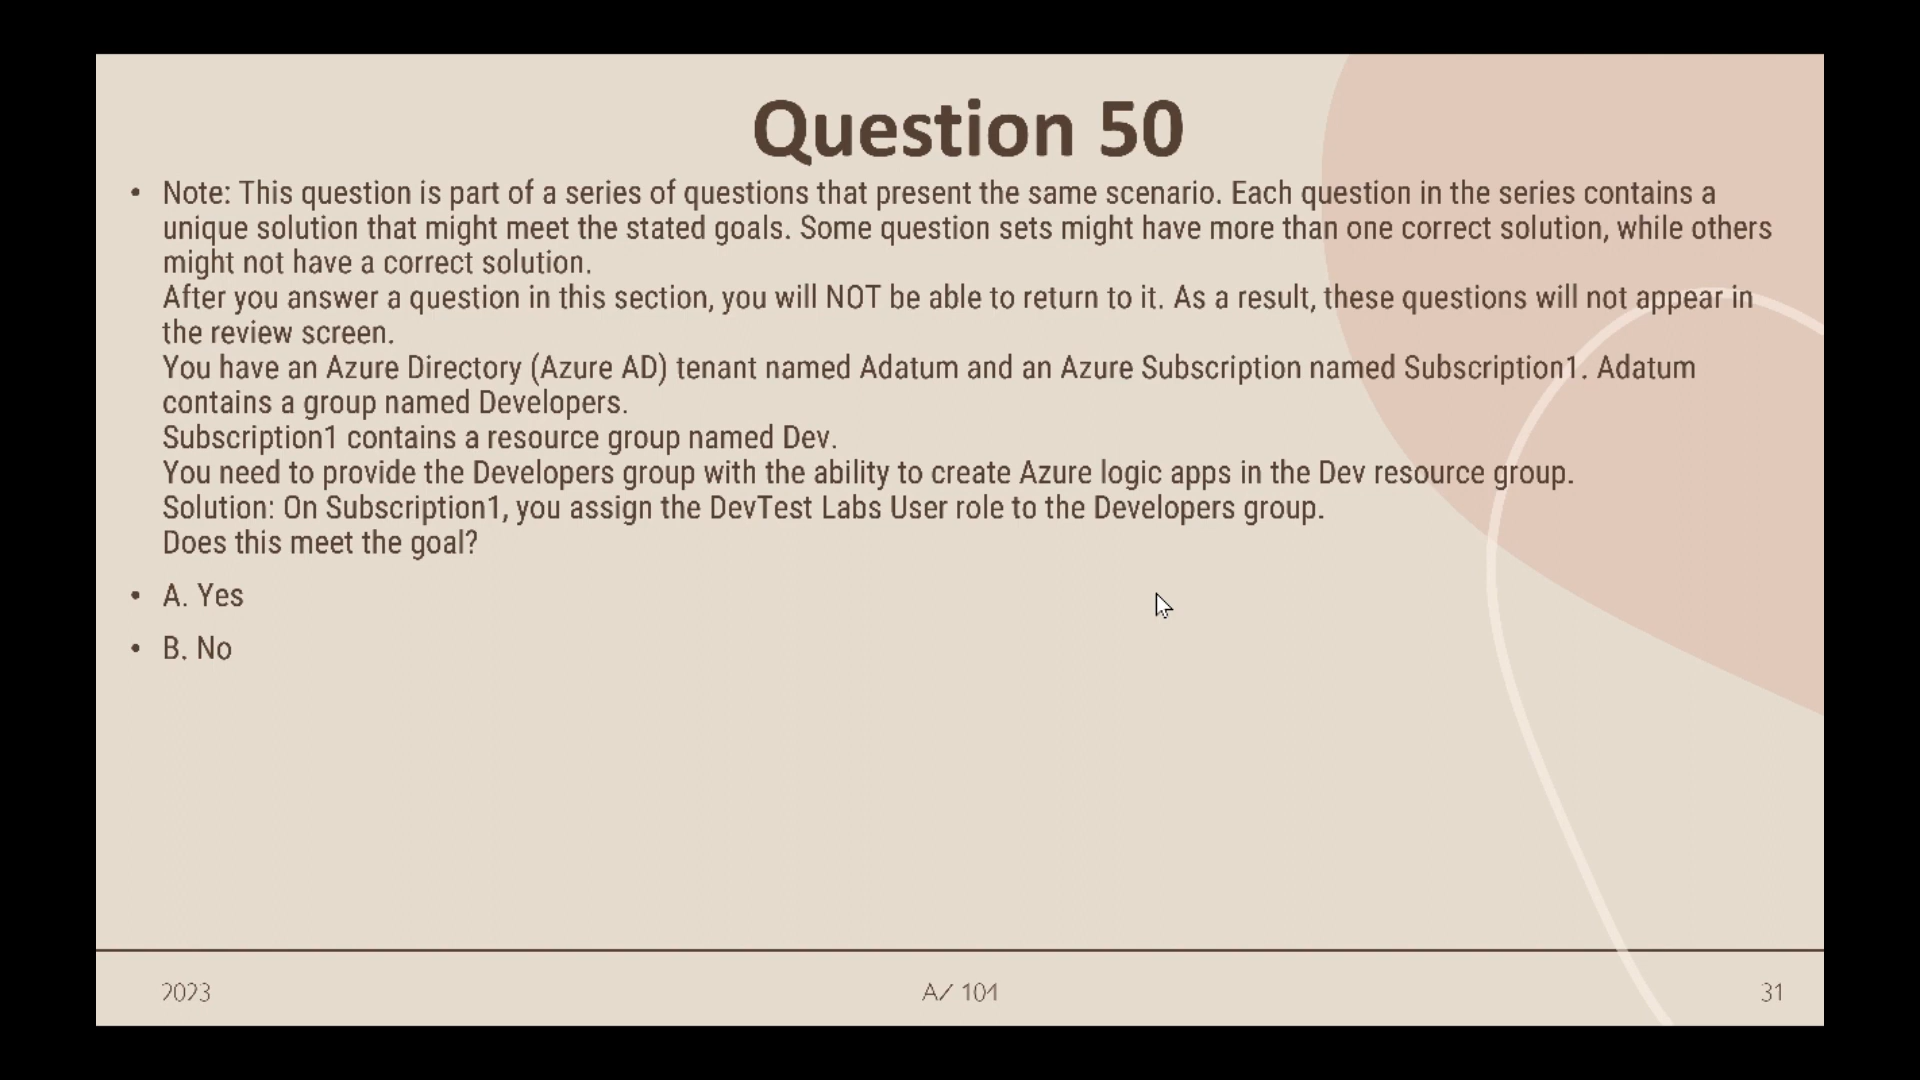 Question 50
• Note: This question is part of a series of questions that present the same scenario. Each question in the series contains a
unique solution that might meet the stated goals. Some question sets might have more than one correct solution, while others
might not have a correct solution.
After you answer a question in this section, you will NOT be able to return to it. As a result, these questions will not appear in
the review screen.
You have an Azure Directory (Azure AD) tenant named Adatum and an Azure Subscription named Subscription1. Adatum
contains a group named Developers.
Subscription1 contains a resource group named Dev.
You need to provide the Developers group with the ability to create Azure logic apps in the Dev resource group.
Solution: On Subscription1, you assign the DevTest Labs User role to the Developers group.
Does this meet the goal?
• A. Yes
• B. No
2023
AZ 104
31